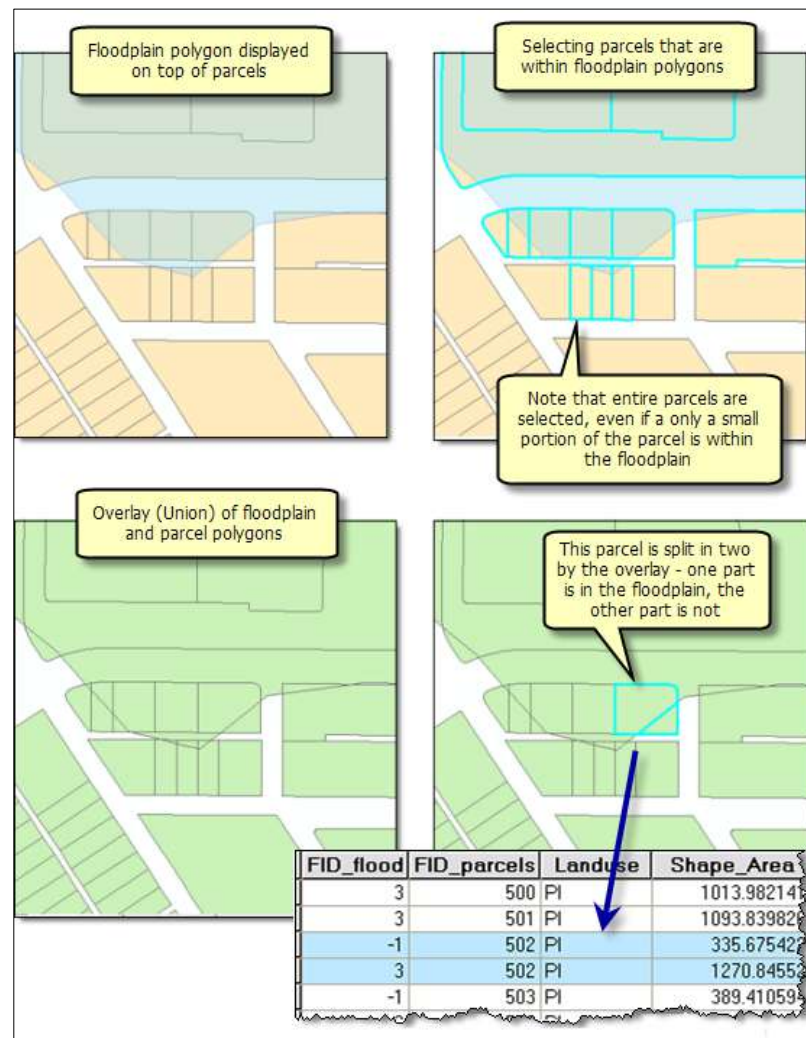 Floodplain polygon displayed
on top of parcels
Selecting parcels that are
within floodplain polygons
Note that entire parcels are
selected, even if a only a small
portion of the parcel is within
the floodplain
Overlay (Union) of floodplain
and parcel polygons
This parcel is split in two
by the overlay - one part
is in the floodplain, the
other part is not
FID_flood FID_parcels Landuse Shape_Area
3 500 PI 1013.982141
3 501 PI 1093.839826
-1 502 PI 335.675422
3 502 PI 1270.84552
-1 503 PI 389.410594